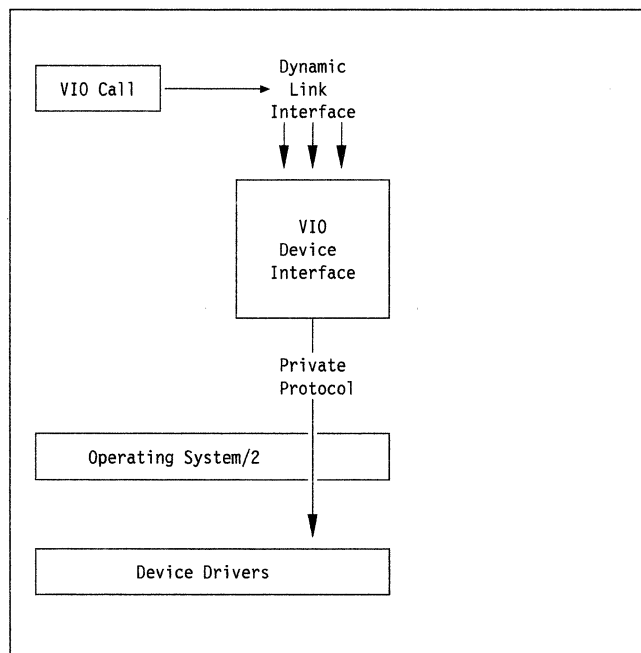 VIO Call
Dynamic
Link
Interface
VIO
Device
Interface
Private
Protocol
Operating System/2
Device Drivers